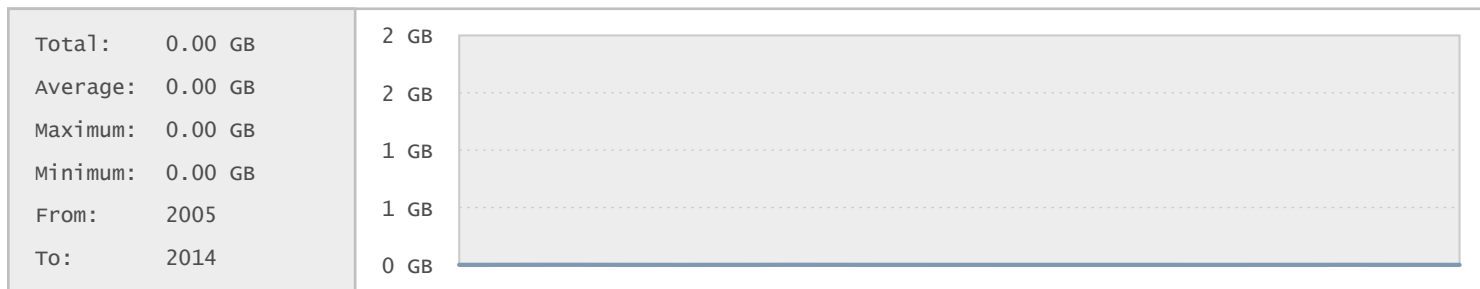 Total: 0.00 GB
Average: 0.00 GB
Maximum: 0.00 GB
Minimum: 0.00 GB
From: 2005
To: 2014
2 GB
2 GB
1 GB
1 GB
0 GB